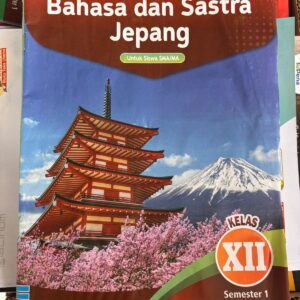 Bahasa dan Sastra
Jepang
Untuk Siswa SMA/MA
KELAS
XII
Semester 1